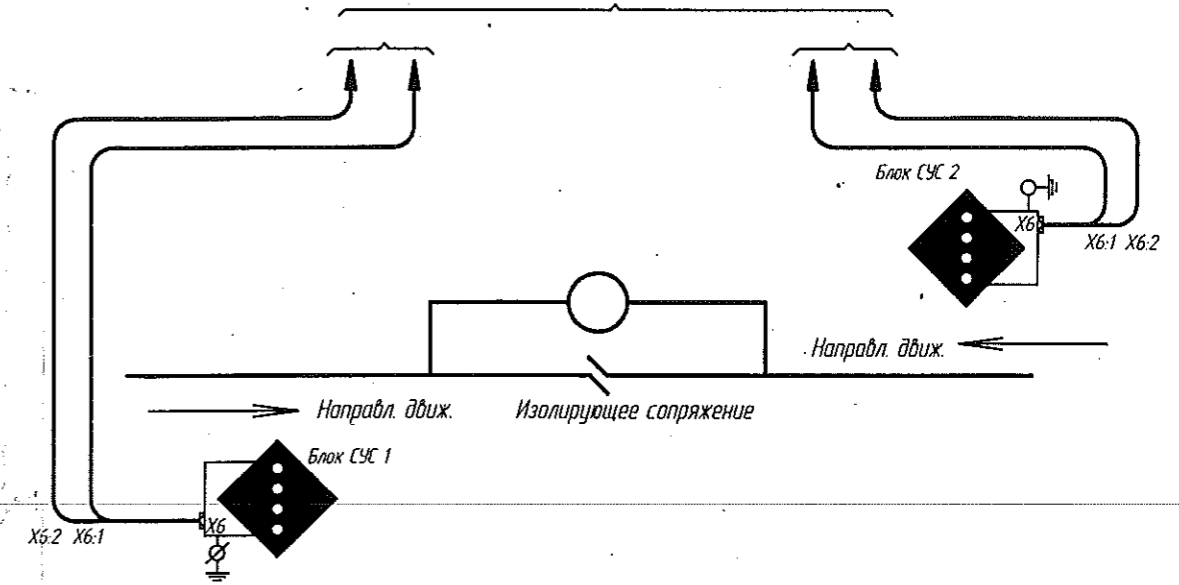 Блок СУС 2
X6
X6:1 X6:2
Направл. движ.
Направл. движ.
Изолирующее сопряжение
Блок СУС 1
X6
X6:2 X6:1